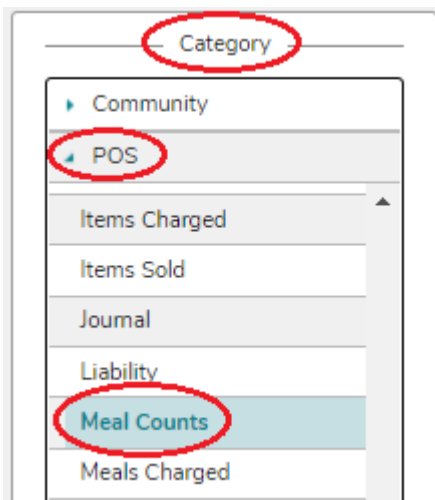 Category
Community
POS
Items Charged
Items Sold
Journal
Liability
Meal Counts
Meals Charged